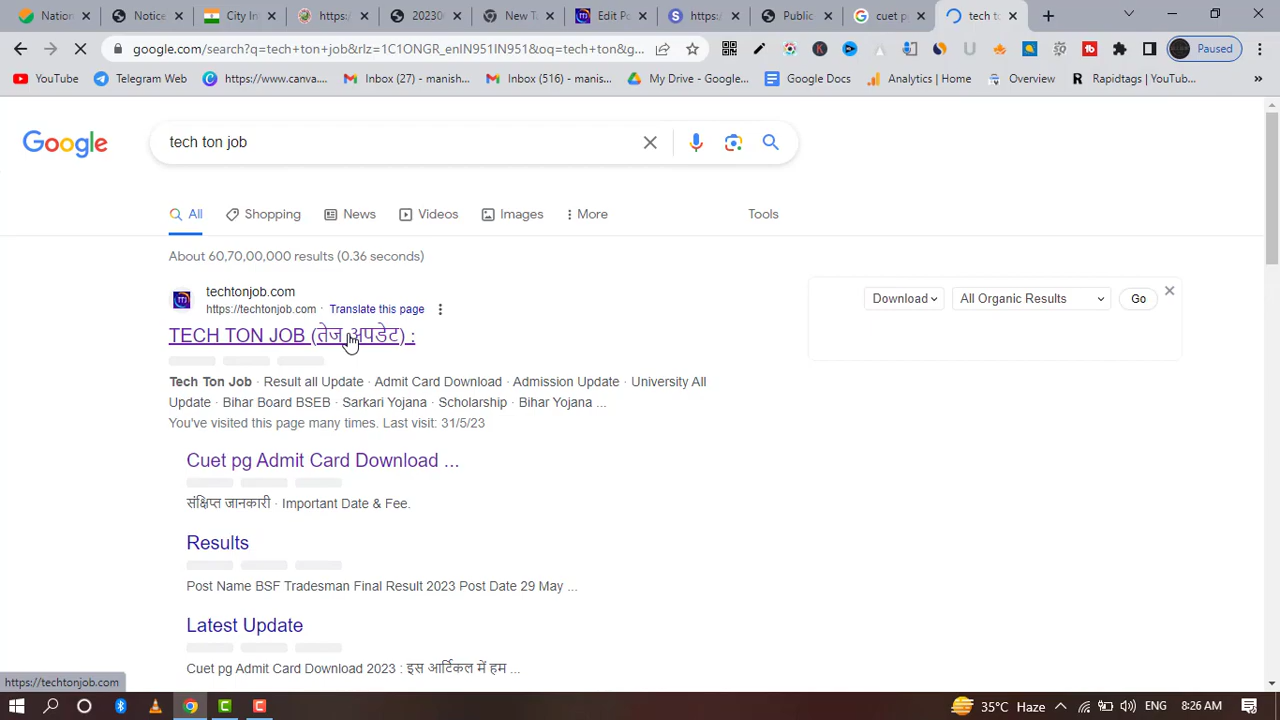 Nation
Notice
City In
https:/
202306
New T
Edit Po
https:/
Public
cuet p
tech to
google.com/search?q=tech+ton+job&rlz=1C1ONGR_enIN951IN951&oq=tech+ton&g...
Paused
YouTube
Telegram Web
https://www.canva....
Inbox (27) - manish...
Inbox (516) - manis...
My Drive - Google...
Google Docs
Analytics | Home
Overview
Rapidtags | YouTub...
»
Google
tech ton job
All
Shopping
News
Videos
Images
More
Tools
About 60,70,00,000 results (0.36 seconds)
techtonjob.com
https://techtonjob.com · Translate this page
TECH TON JOB (तेज अपडेट) :
Download
All Organic Results
Go
Tech Ton Job · Result all Update · Admit Card Download · Admission Update · University All
Update · Bihar Board BSEB · Sarkari Yojana · Scholarship · Bihar Yojana ...
You've visited this page many times. Last visit: 31/5/23
Cuet pg Admit Card Download ...
संक्षिप्त जानकारी · Important Date & Fee.
Results
Post Name BSF Tradesman Final Result 2023 Post Date 29 May ...
Latest Update
Cuet pg Admit Card Download 2023 : इस आर्टिकल में हम ...
https://techtonjob.com
35°C Haze
ENG
8:26 AM